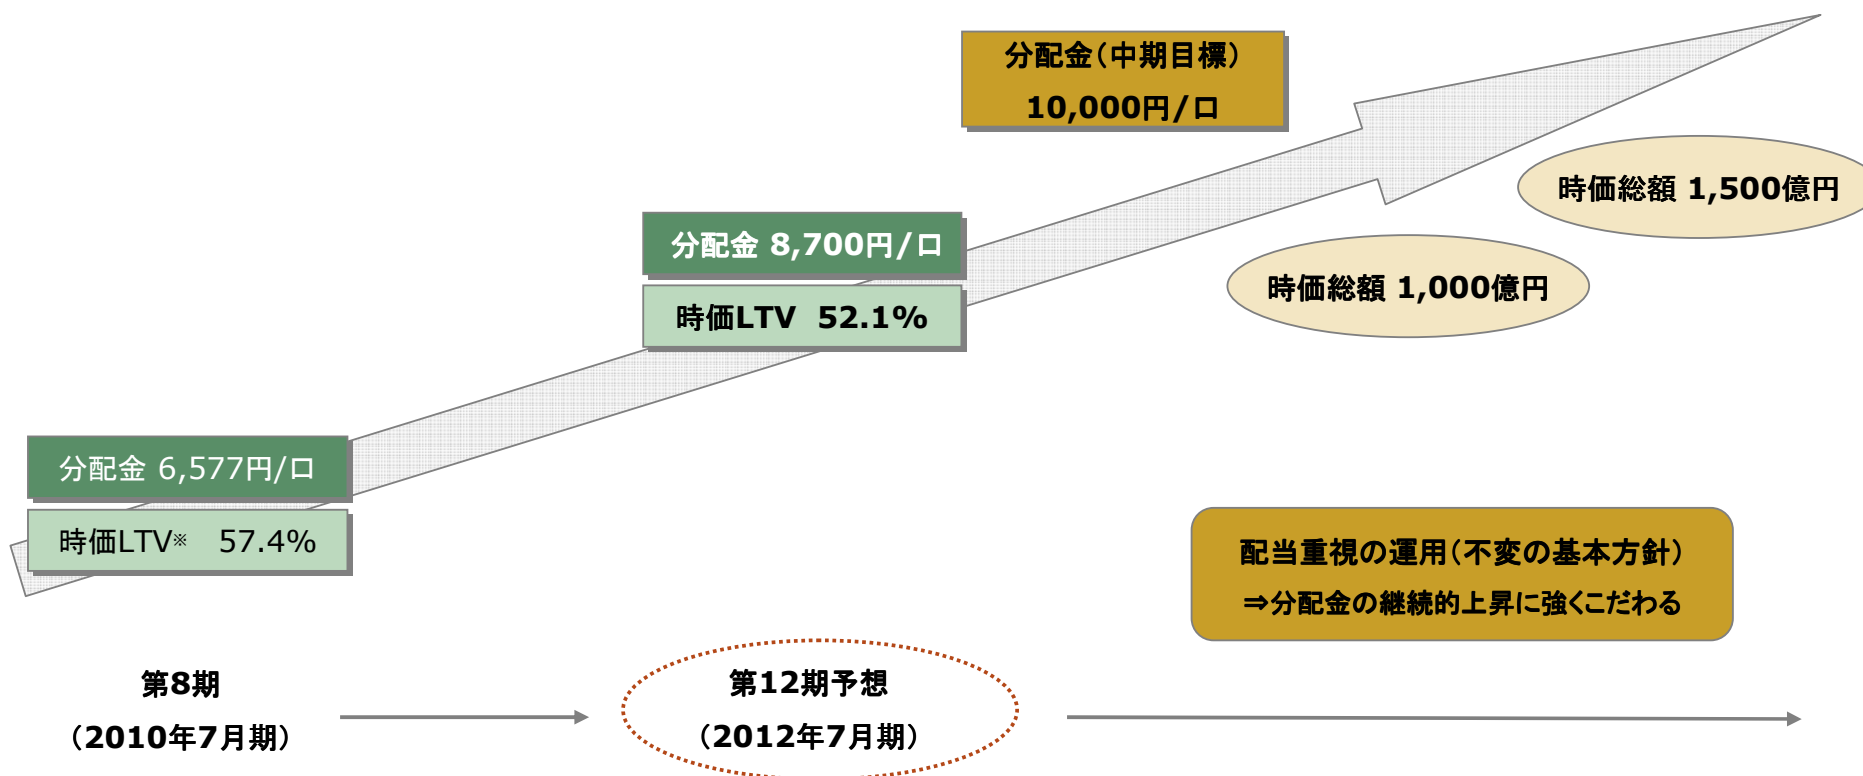 分配金(中期目標)
10,000円/口
時価総額 1,500億円
分配金 8,700円/口
時価総額 1,000億円
時価LTV 52.1%
分配金 6,577円/口
時価LTV※ 57.4%
配当重視の運用(不変の基本方針)
⇒分配金の継続的上昇に強くこだわる
第8期
(2010年7月期)
第12期予想
(2012年7月期)